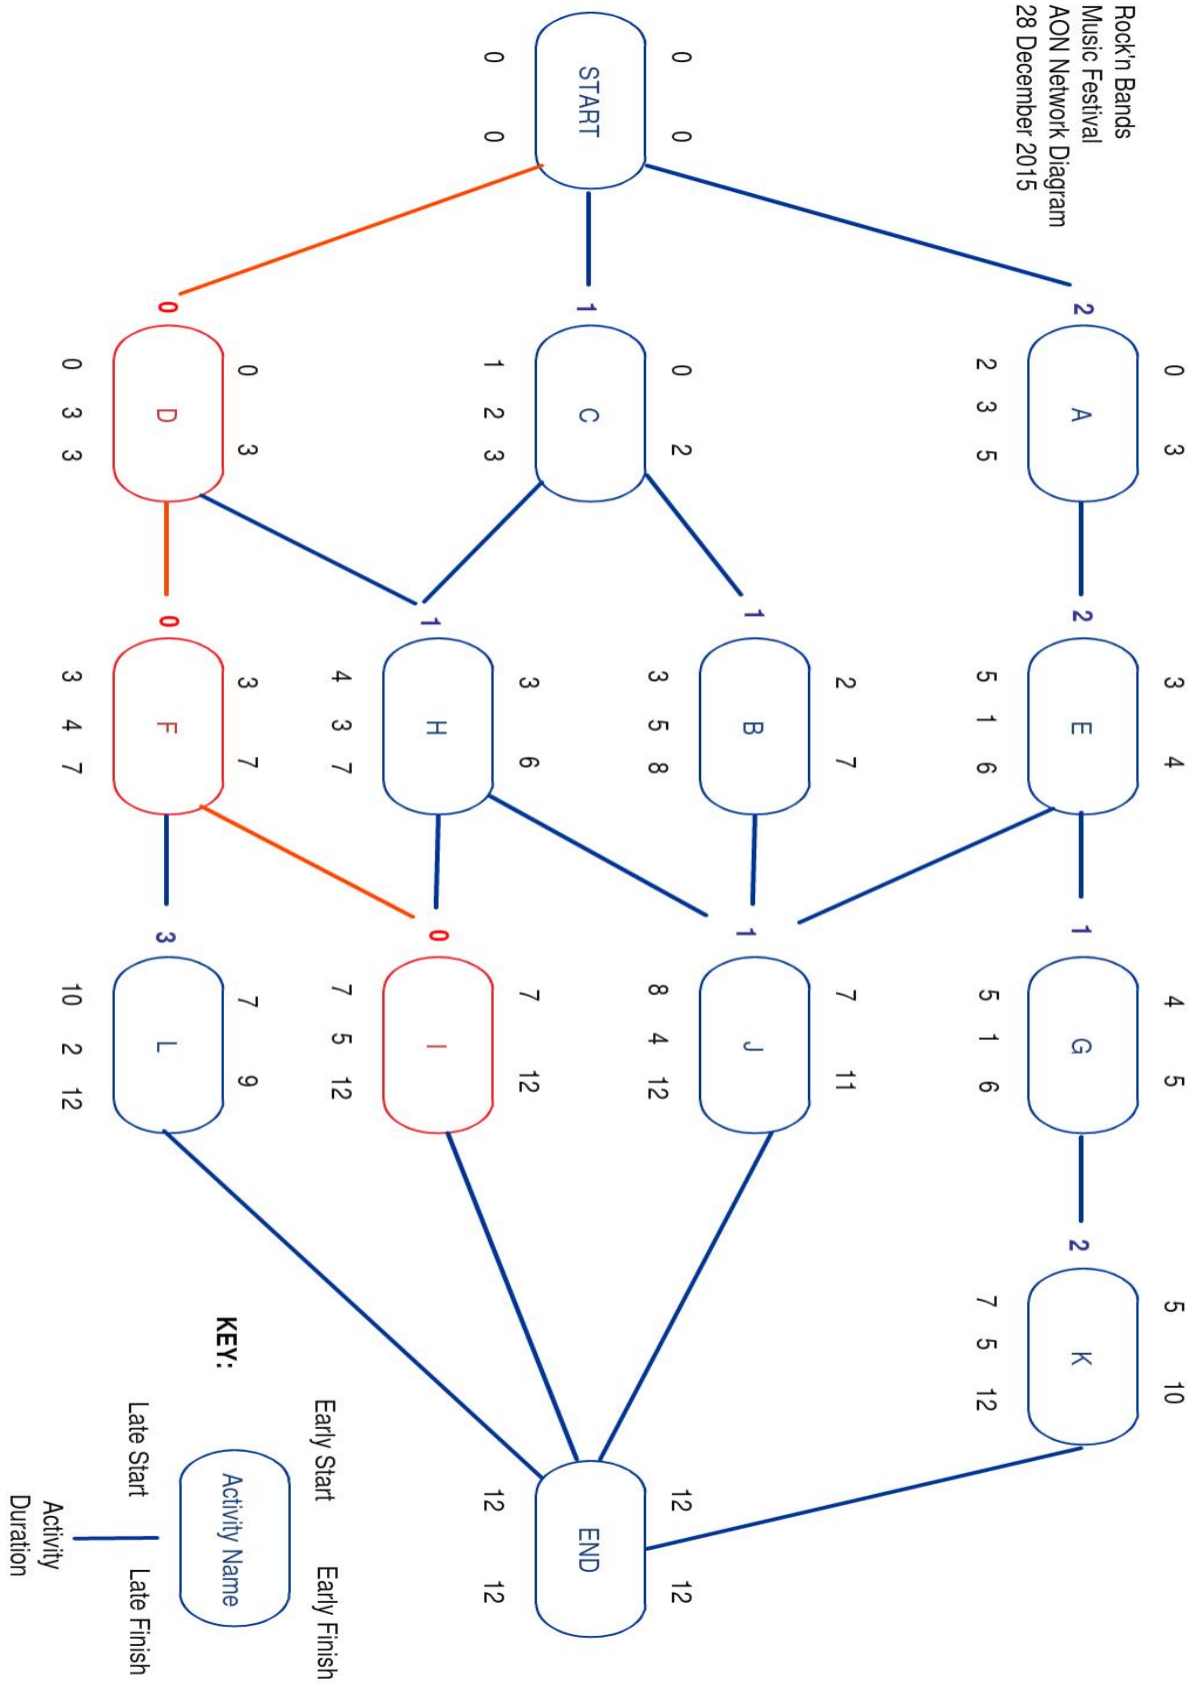 Rock'n Bands
Music Festival
AON Network Diagram
28 December 2015
0 0
START
0 0
2
0 3
A
2 3 5
2
3 4
E
5 1 6
1
4 5
G
5 1 6
2
5 10
K
7 5 12
1
0 2
C
1 2 3
1
2 7
B
3 5 8
1
7 11
J
8 4 12
1
3 6
H
4 3 7
0
7 12
I
7 5 12
0
0 3
D
0 3 3
0
3 7
F
3 4 7
3
7 9
L
10 2 12
12 12
END
12 12
KEY:
Early Start Early Finish
Activity Name
Late Start Late Finish
Activity
Duration